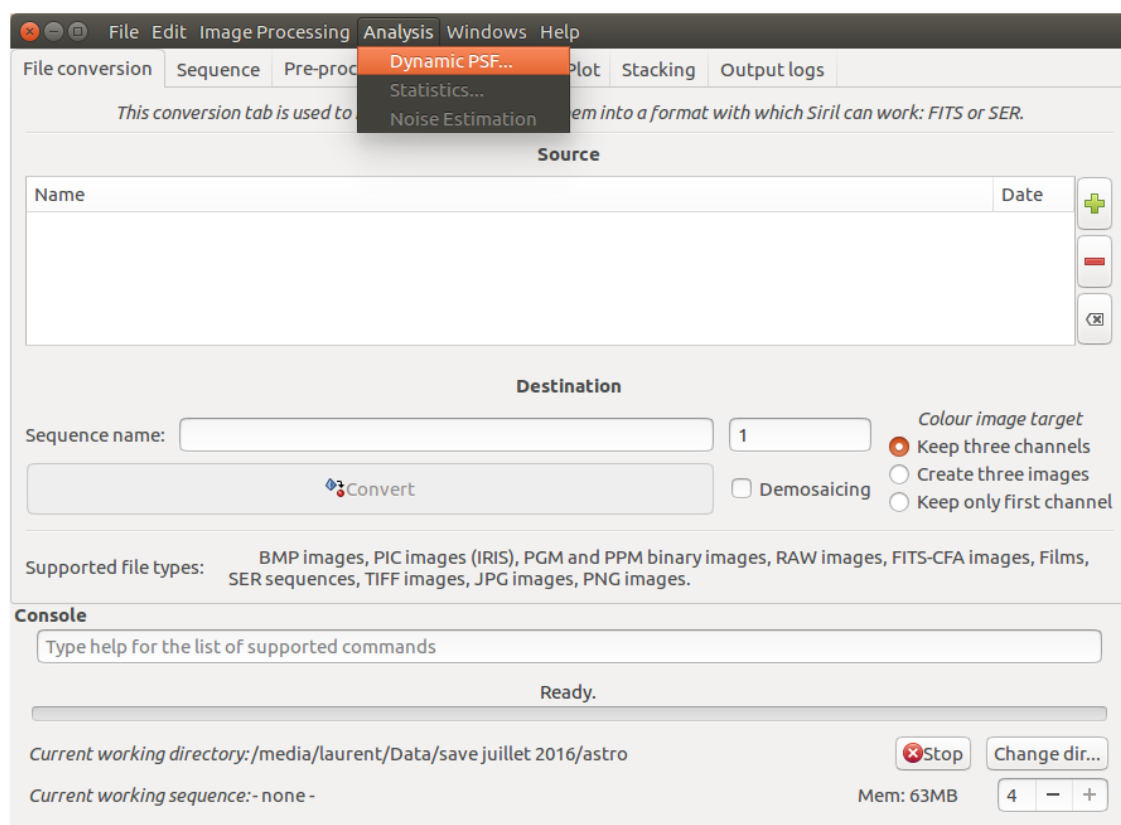 File Edit Image Processing Analysis Windows Help
Dynamic PSF...
Statistics...
Noise Estimation
File conversion Sequence Pre-proc Plot Stacking Output logs
This conversion tab is used to em into a format with which Siril can work: FITS or SER.
Source
Name Date
Destination
Sequence name: 1
Colour image target
Keep three channels
Create three images
Keep only first channel
Convert Demosaicing
Supported file types: BMP images, PIC images (IRIS), PGM and PPM binary images, RAW images, FITS-CFA images, Films,
SER sequences, TIFF images, JPG images, PNG images.
Console
Type help for the list of supported commands
Ready.
Current working directory:/media/laurent/Data/save juillet 2016/astro Stop Change dir...
Current working sequence:- none - Mem: 63MB 4 − +